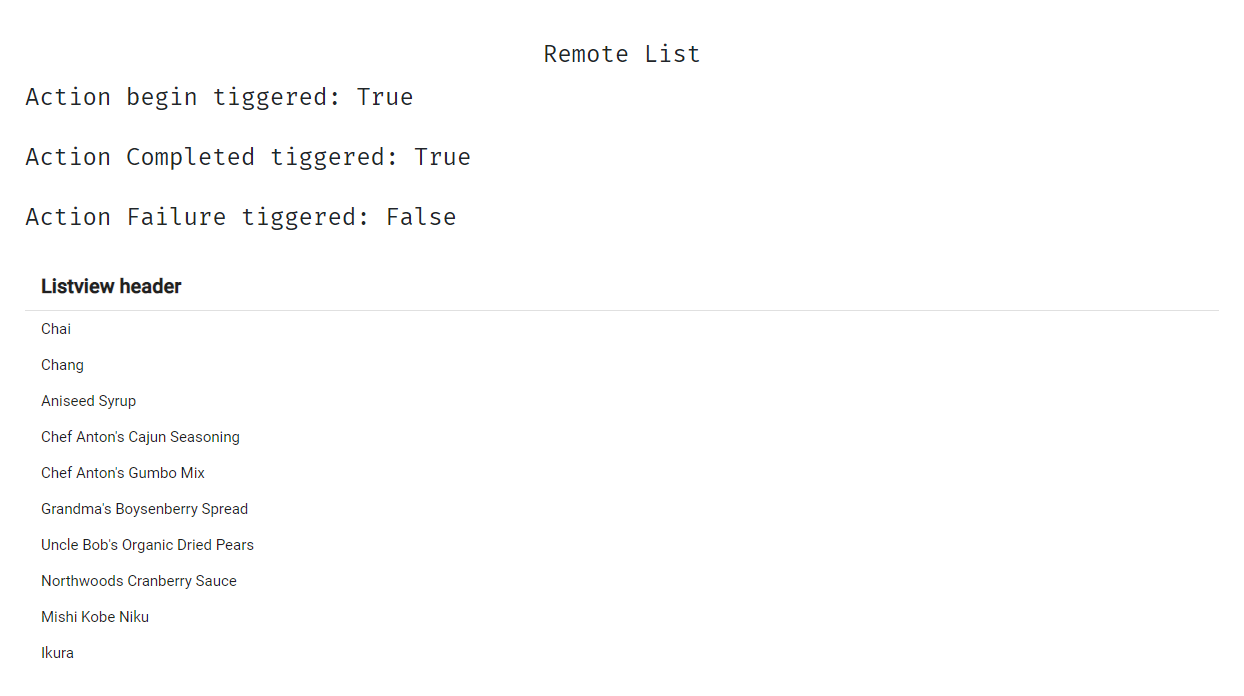 Remote List
Action begin tiggered: True
Action Completed tiggered: True
Action Failure tiggered: False
Listview header
Chai
Chang
Aniseed Syrup
Chef Anton's Cajun Seasoning
Chef Anton's Gumbo Mix
Grandma's Boysenberry Spread
Uncle Bob's Organic Dried Pears
Northwoods Cranberry Sauce
Mishi Kobe Niku
Ikura